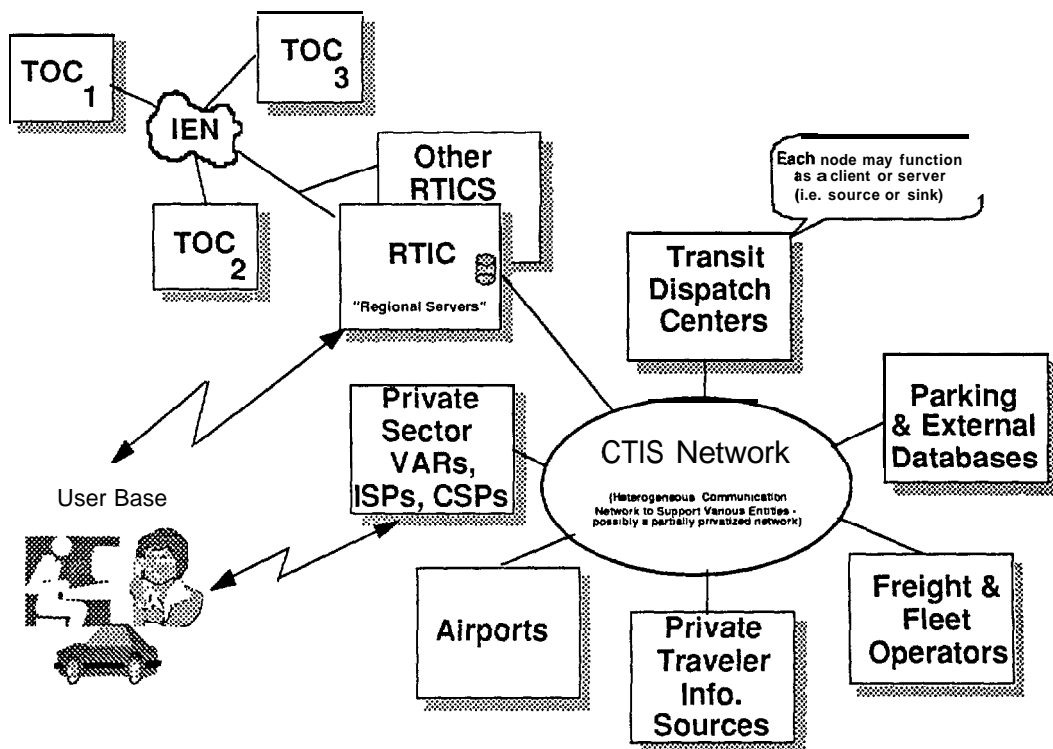 TOC
1
TOC
3
IEN
TOC
2
Other
RTICS
RTIC
"Regional Servers"
Each node may function
as a client or server
(i.e. source or sink)
Transit
Dispatch
Centers
Private
Sector
VARs,
ISPs, CSPs
CTIS Network
(Heterogeneous Communication
Network to Support Various Entities -
possibly a partially privatized network)
Parking
& External
Databases
User Base
Airports
Private
Traveler
Info.
Sources
Freight &
Fleet
Operators